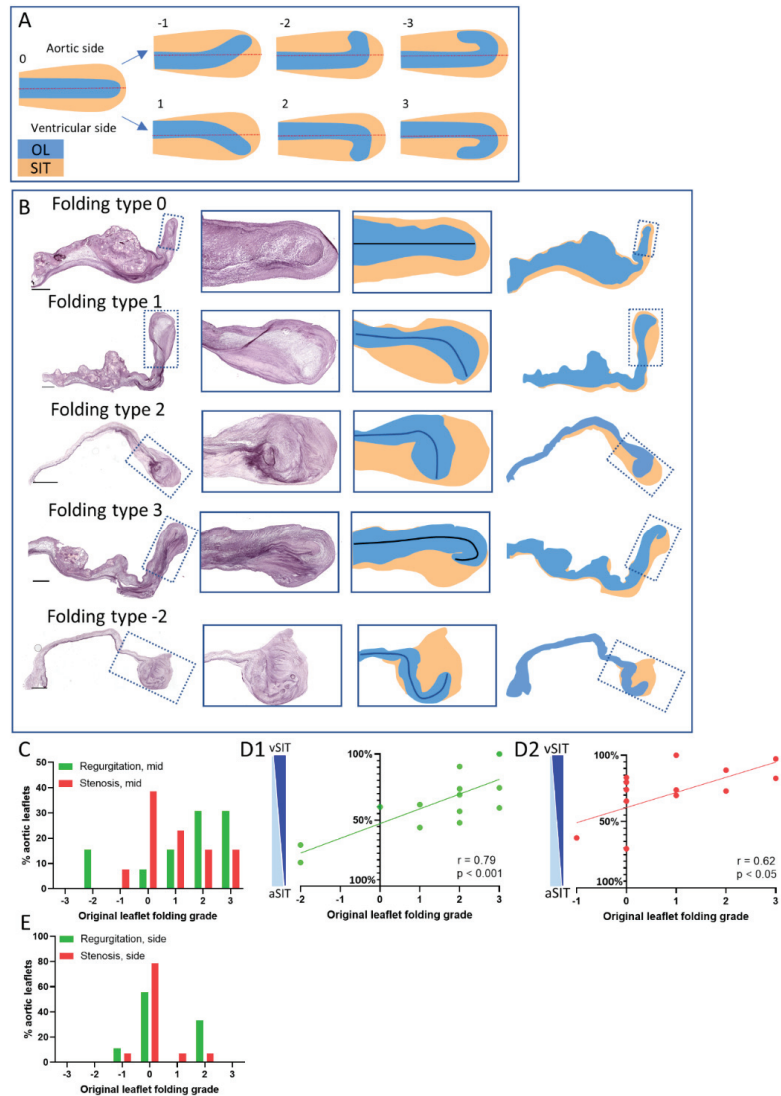 A
0
Aortic side
Ventricular side
OL
SIT
-1
-2
-3
1
2
3
B
Folding type 0
Folding type 1
Folding type 2
Folding type 3
Folding type -2
C
Regurgitation, mid
Stenosis, mid
% aortic leaflets
50
40
30
20
10
0
-3 -2 -1 0 1 2 3
Original leaflet folding grade
D1
vSIT
aSIT
100%
50%
100%
r = 0.79
p < 0.001
-2 -1 0 1 2 3
Original leaflet folding grade
D2
vSIT
aSIT
100%
50%
100%
r = 0.62
p < 0.05
-1 0 1 2 3
Original leaflet folding grade
E
Regurgitation, side
Stenosis, side
% aortic leaflets
100
80
60
40
20
0
-3 -2 -1 0 1 2 3
Original leaflet folding grade